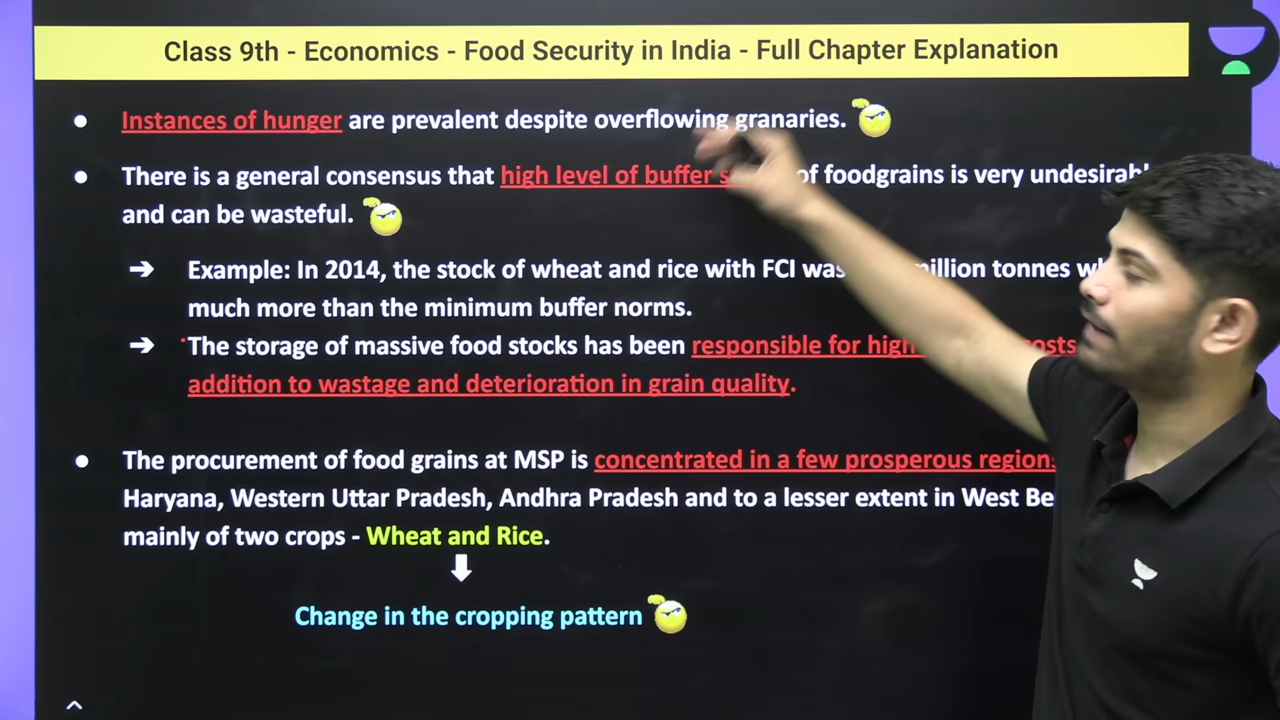 Class 9th - Economics - Food Security in India - Full Chapter Explanation
● Instances of hunger are prevalent despite overflowing granaries.
● There is a general consensus that high level of buffer of foodgrains is very
and can be wasteful.
➔ Example: In 2014, the stock of wheat and rice with FCI was million tonnes
much more than the minimum buffer norms.
➔ The storage of massive food stocks has been responsible for high costs
addition to wastage and deterioration in grain quality.
● The procurement of food grains at MSP is concentrated in a few prosperous regions
Haryana, Western Uttar Pradesh, Andhra Pradesh and to a lesser extent in West
mainly of two crops - Wheat and Rice.
Change in the cropping pattern